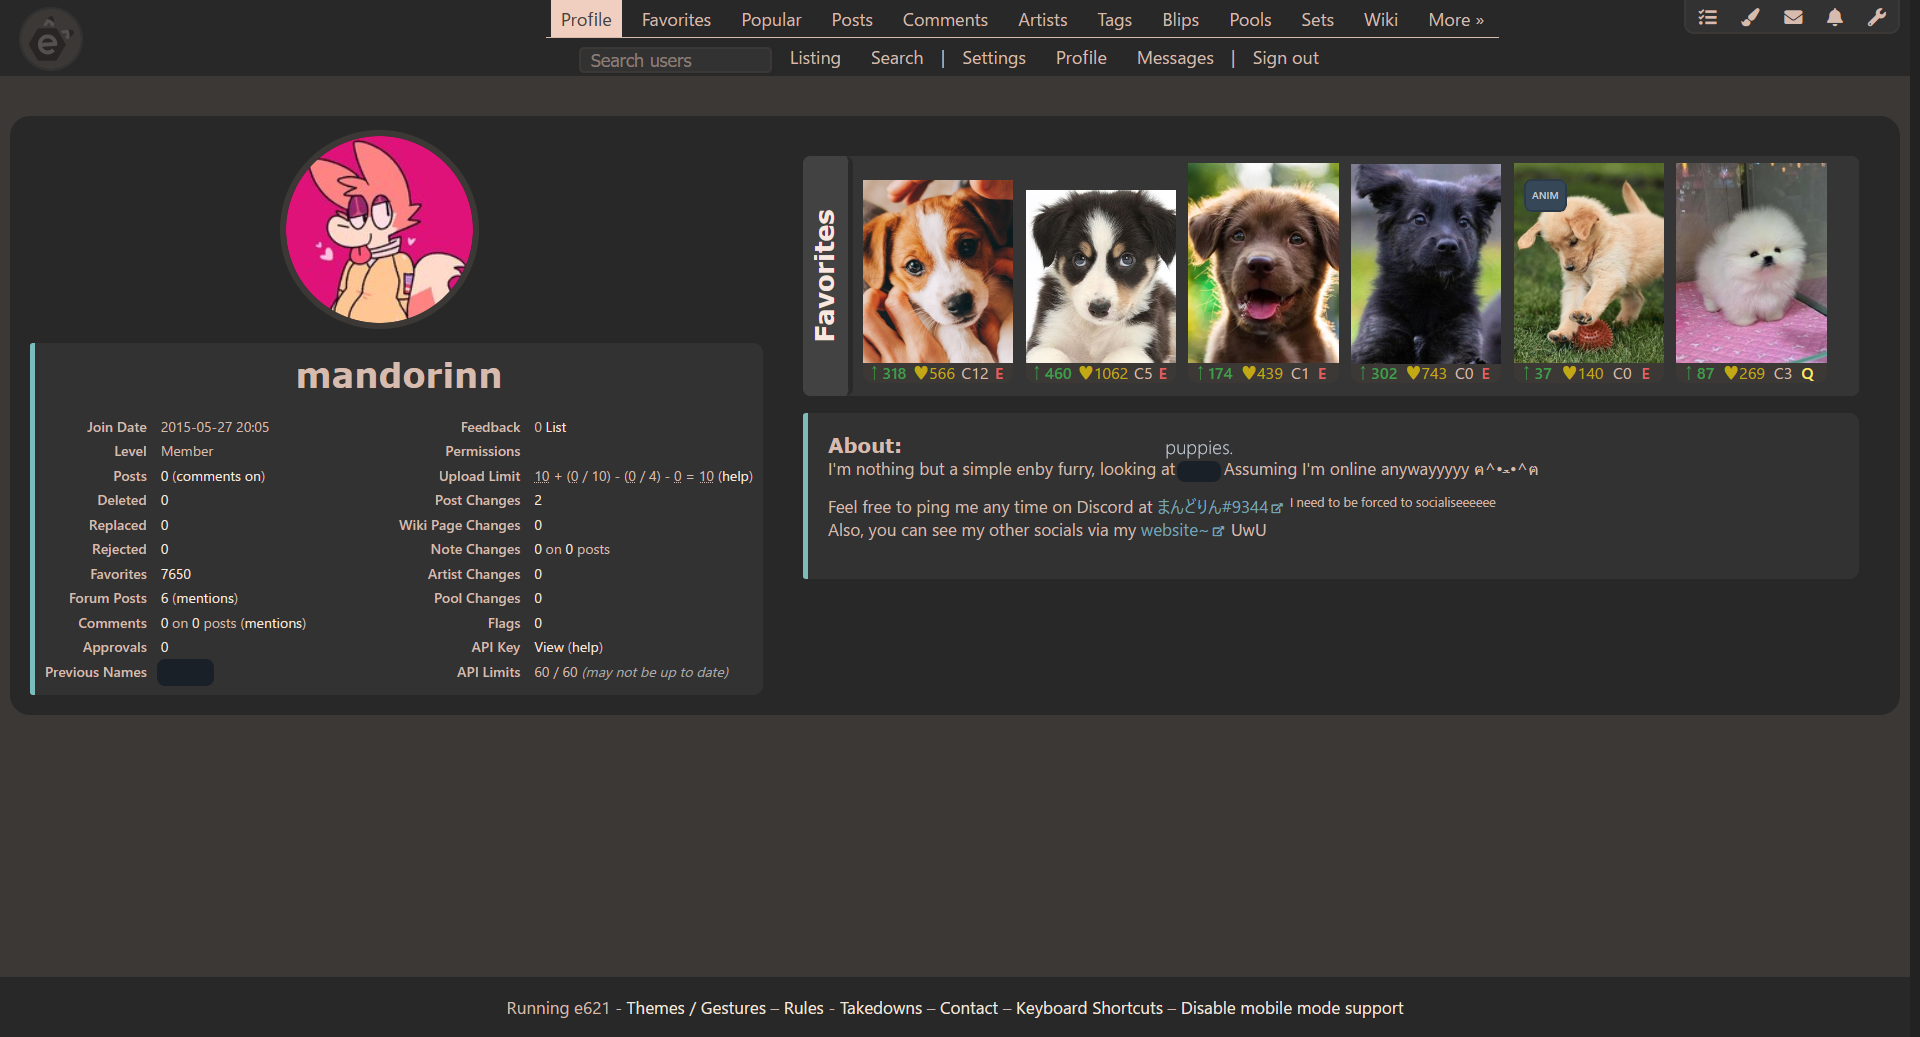 Profile Favorites Popular Posts Comments Artists Tags Blips Pools Sets Wiki More »
Search users Listing Search | Settings Profile Messages | Sign out
mandorinn
Join Date 2015-05-27 20:05
Level Member
Posts 0 (comments on)
Deleted 0
Replaced 0
Rejected 0
Favorites 7650
Forum Posts 6 (mentions)
Comments 0 on 0 posts (mentions)
Approvals 0
Previous Names
Feedback 0 List
Permissions
Upload Limit 10 + (0 / 10) - (0 / 4) - 0 = 10 (help)
Post Changes 2
Wiki Page Changes 0
Note Changes 0 on 0 posts
Artist Changes 0
Pool Changes 0
Flags 0
API Key View (help)
API Limits 60 / 60 (may not be up to date)
Favorites
ANIM
↑318 ♥566 C12 E
↑460 ♥1062 C5 E
↑174 ♥439 C1 E
↑302 ♥743 C0 E
↑37 ♥140 C0 E
↑87 ♥269 C3 Q
About:
puppies.
I'm nothing but a simple enby furry, looking at Assuming I'm online anywayyyyy ฅ^•ﻌ•^ฅ
Feel free to ping me any time on Discord at まんどりん#9344 I need to be forced to socialiseeeeee
Also, you can see my other socials via my website~ UwU
Running e621 - Themes / Gestures – Rules - Takedowns – Contact – Keyboard Shortcuts – Disable mobile mode support